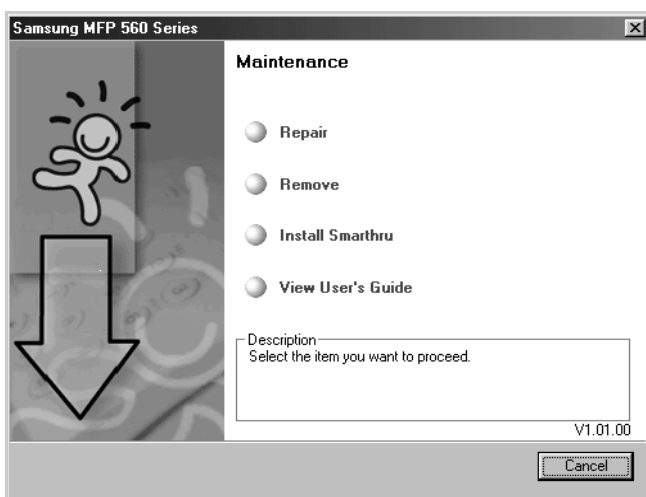 Samsung MFP 560 Series
Maintenance
Repair
Remove
Install Smarthru
View User's Guide
Description
Select the item you want to proceed.
V1.01.00
Cancel